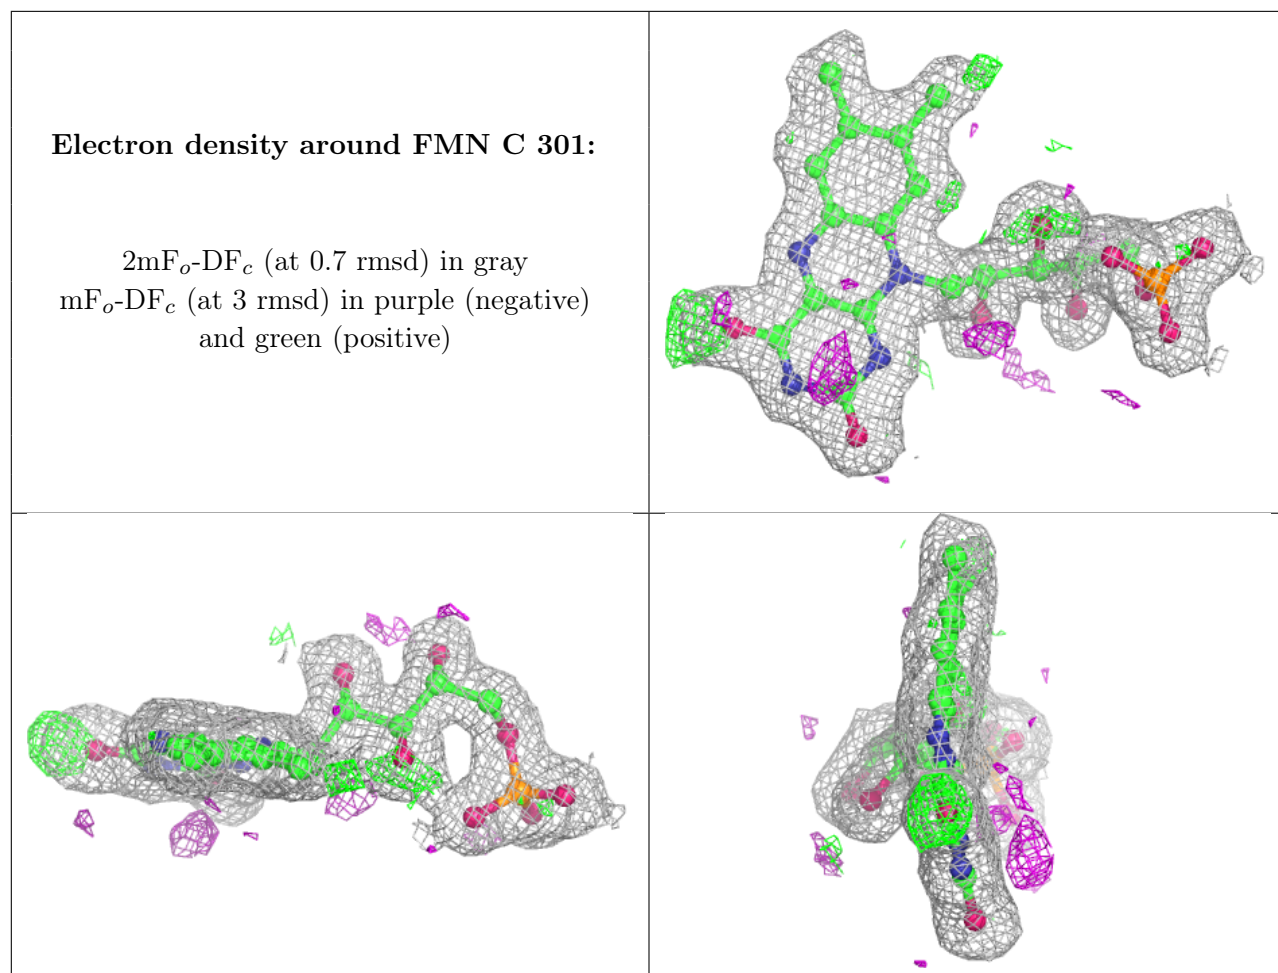 Electron density around FMN C 301:
2mFo-DFc (at 0.7 rmsd) in gray
mFo-DFc (at 3 rmsd) in purple (negative)
and green (positive)